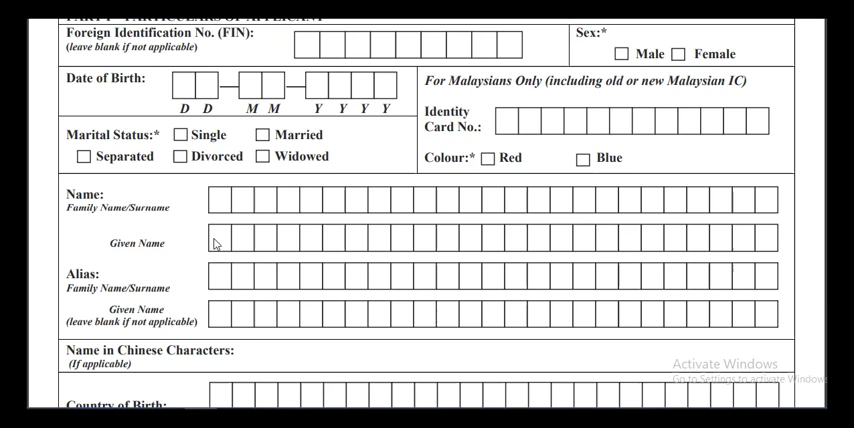 PART I – PARTICULARS OF APPLICANT
Foreign Identification No. (FIN):
(leave blank if not applicable)
Sex:*
Male Female
Date of Birth:
D D M M Y Y Y Y
For Malaysians Only (including old or new Malaysian IC)
Identity
Card No.:
Marital Status:* Single Married
Separated Divorced Widowed
Colour:* Red Blue
Name:
Family Name/Surname
Given Name
Alias:
Family Name/Surname
Given Name
(leave blank if not applicable)
Name in Chinese Characters:
(If applicable)
Activate Windows
Go to Settings to activate Windows
Country of Birth: